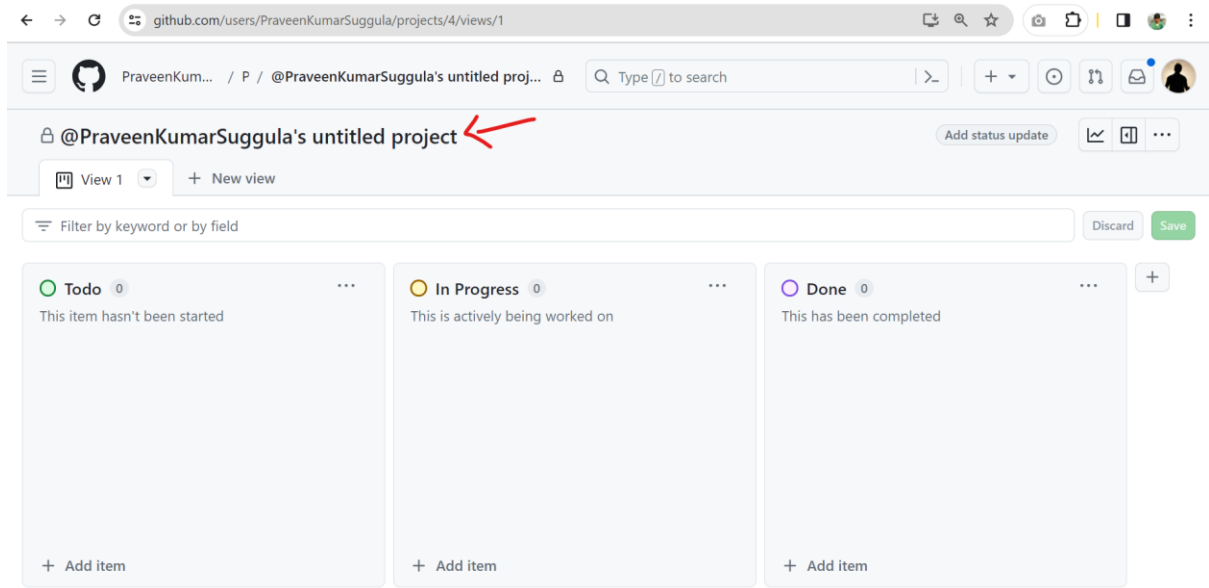 github.com/users/PraveenKumarSuggula/projects/4/views/1
PraveenKum... / P / @PraveenKumarSuggula's untitled proj... Type / to search
@PraveenKumarSuggula's untitled project Add status update
View 1 + New view
Filter by keyword or by field Discard Save
Todo 0 In Progress 0 Done 0
This item hasn't been started This is actively being worked on This has been completed
+ Add item + Add item + Add item